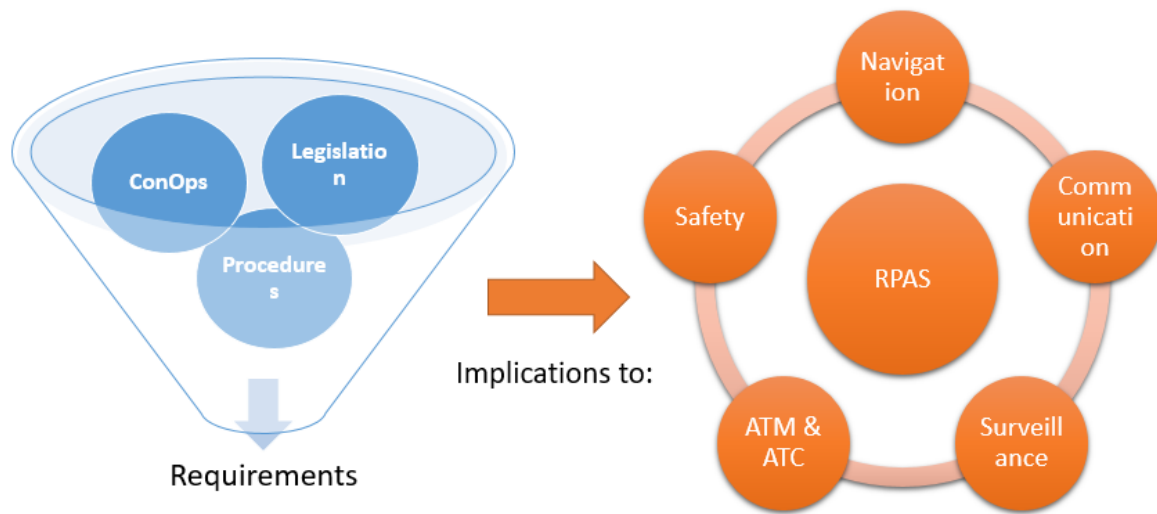 ConOps
Legislatio
n
Procedure
s
Requirements
Implications to:
Navigat
ion
Comm
unicati
on
Surveill
ance
ATM &
ATC
Safety
RPAS